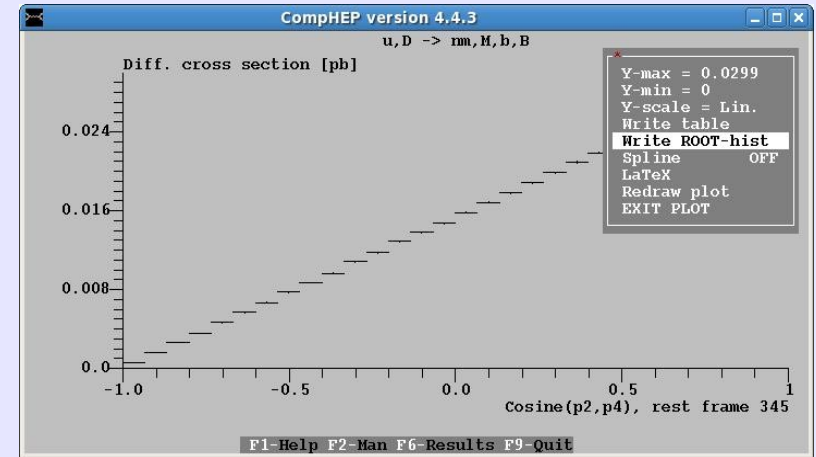 CompHEP version 4.4.3
u,D -> nm,M,b,B
Diff. cross section [pb]
*
Y-max = 0.0299
Y-min = 0
Y-scale = Lin.
Write table
Write ROOT-hist
Spline OFF
LaTeX
Redraw plot
EXIT PLOT
0.024
0.016
0.008
0.0
-1.0 -0.5 0.0 0.5 1
Cosine(p2,p4), rest frame 345
F1-Help F2-Man F6-Results F9-Quit